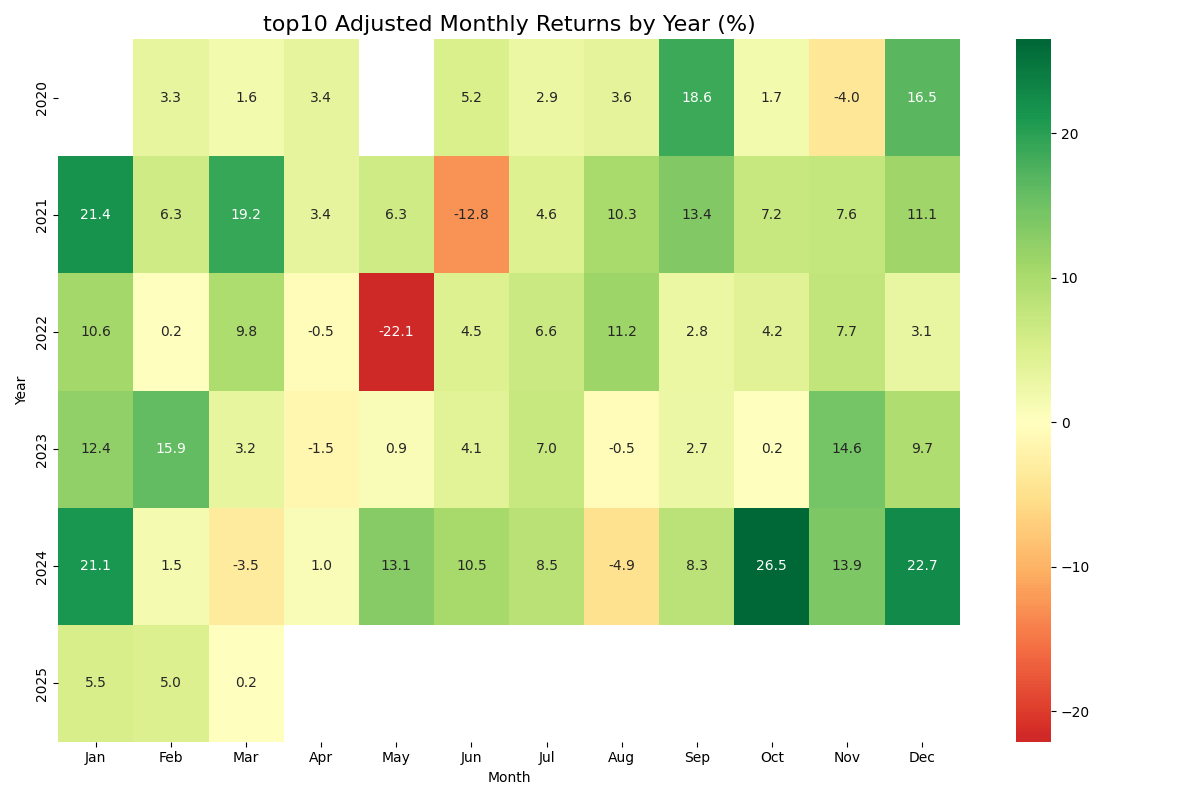 top10 Adjusted Monthly Returns by Year (%)
2020 3.3 1.6 3.4 5.2 2.9 3.6 18.6 1.7 -4.0 16.5
2021 21.4 6.3 19.2 3.4 6.3 -12.8 4.6 10.3 13.4 7.2 7.6 11.1
2022 10.6 0.2 9.8 -0.5 -22.1 4.5 6.6 11.2 2.8 4.2 7.7 3.1
Year
2023 12.4 15.9 3.2 -1.5 0.9 4.1 7.0 -0.5 2.7 0.2 14.6 9.7
2024 21.1 1.5 -3.5 1.0 13.1 10.5 8.5 -4.9 8.3 26.5 13.9 22.7
2025 5.5 5.0 0.2
Jan Feb Mar Apr May Jun Jul Aug Sep Oct Nov Dec
Month
20
10
0
−10
−20